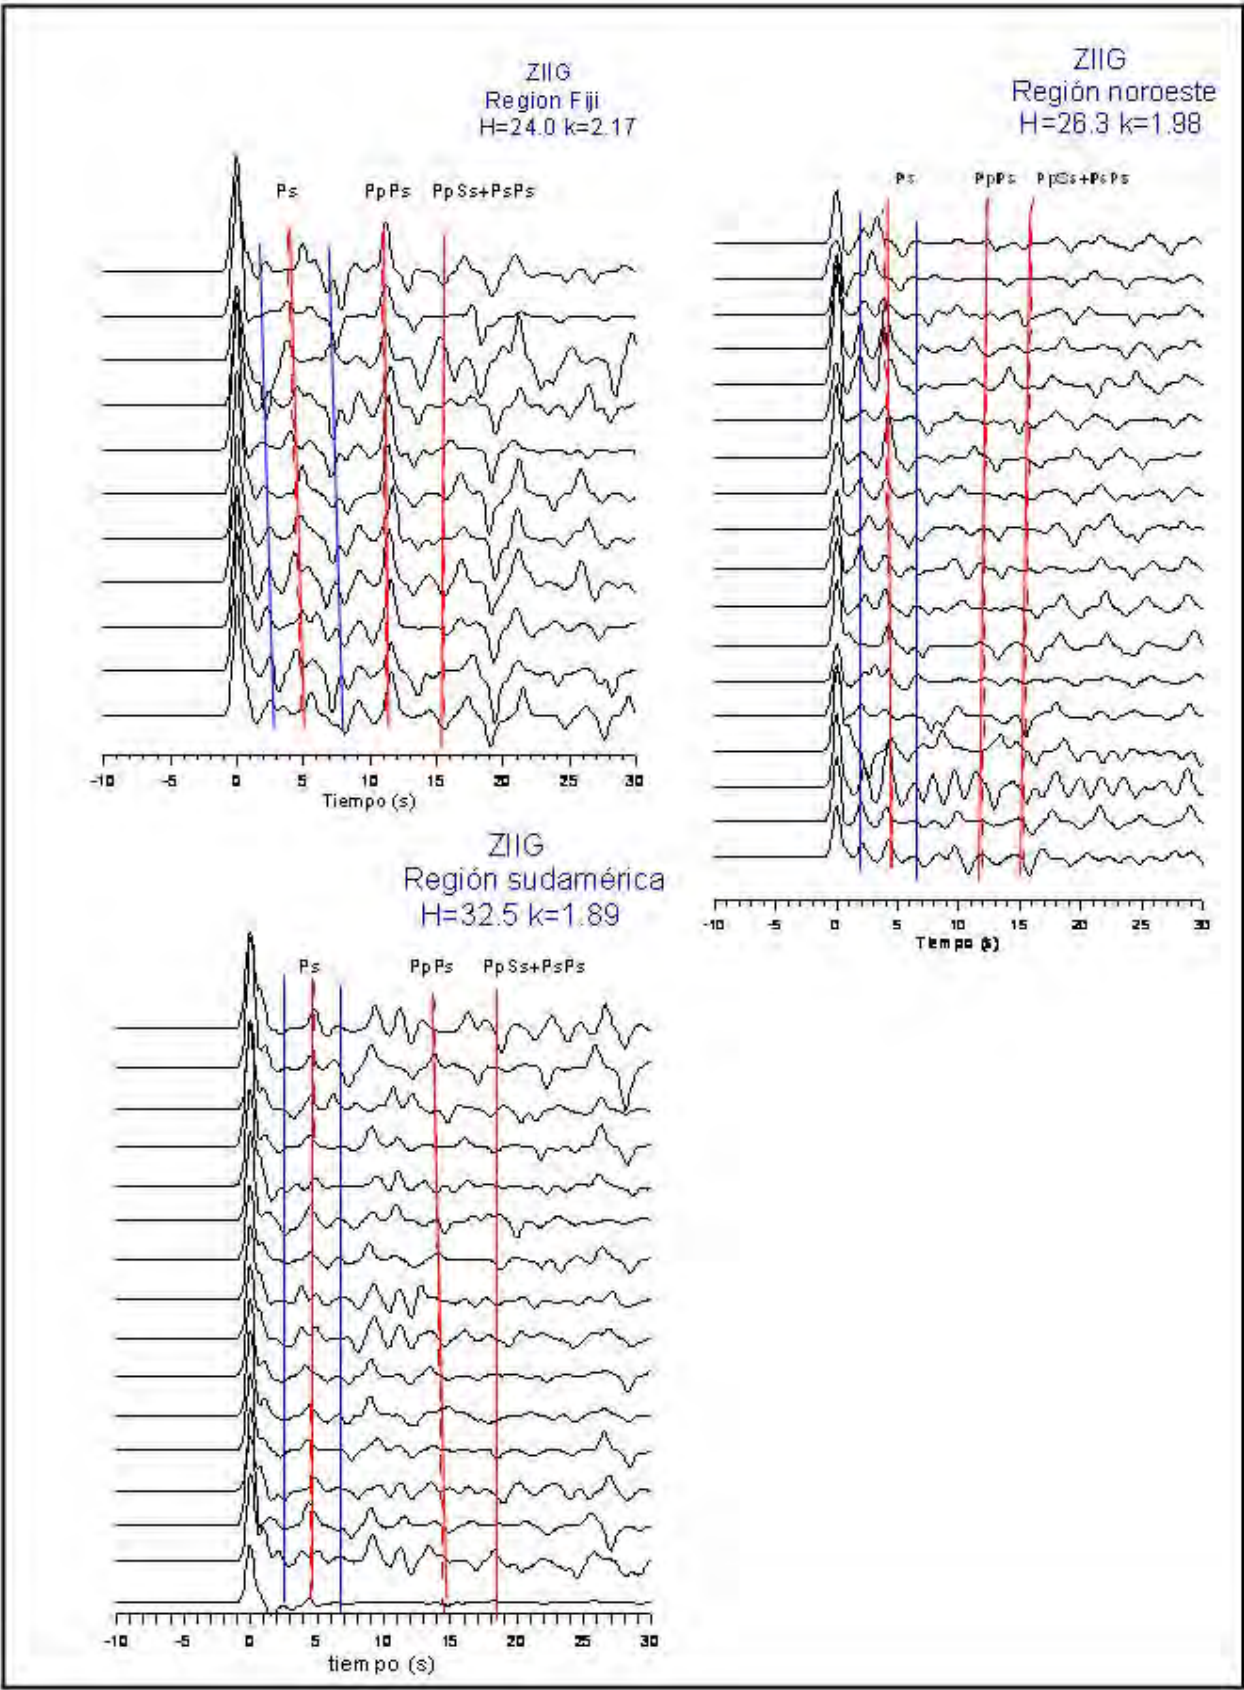 ZIIG
Region Fiji
H=24.0 k=2.17
Ps PpPs PpSs+PsPs
-10 -5 0 5 10 15 20 25 30
Tiempo (s)
ZIIG
Región noroeste
H=26.3 k=1.98
Ps PpPs PpSs+PsPs
-10 -5 0 5 10 15 20 25 30
Tiempo (s)
ZIIG
Región sudamérica
H=32.5 k=1.89
Ps PpPs PpSs+PsPs
-10 -5 0 5 10 15 20 25 30
tiempo (s)